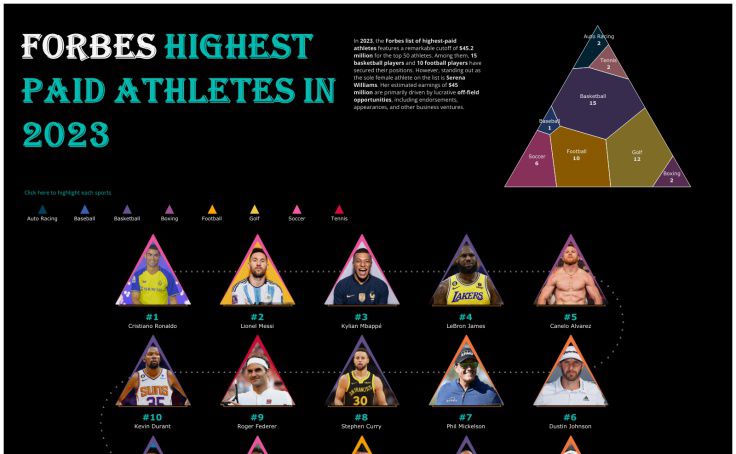 FORBES HIGHEST
PAID ATHLETES IN
2023
In 2023, the Forbes list of highest-paid
athletes features a remarkable cutoff of $45.2
million for the top 50 athletes. Among them, 15
basketball players and 10 football players have
secured their positions. However, standing out as
the sole female athlete on the list is Serena
Williams. Her estimated earnings of $45
million are primarily driven by lucrative off-field
opportunities, including endorsements,
appearances, and other business ventures.
Auto Racing
2
Tennis
2
Basketball
15
Baseball
1
Soccer
6
Football
10
Golf
12
Boxing
2
Click here to highlight each sports
Auto Racing Baseball Basketball Boxing Football Golf Soccer Tennis
LAKERS
#1 #2 #3 #4 #5
Cristiano Ronaldo Lionel Messi Kylian Mbappé LeBron James Canelo Alvarez
SUNS
35
30
KPMG
#10 #9 #8 #7 #6
Kevin Durant Roger Federer Stephen Curry Phil Mickelson Dustin Johnson